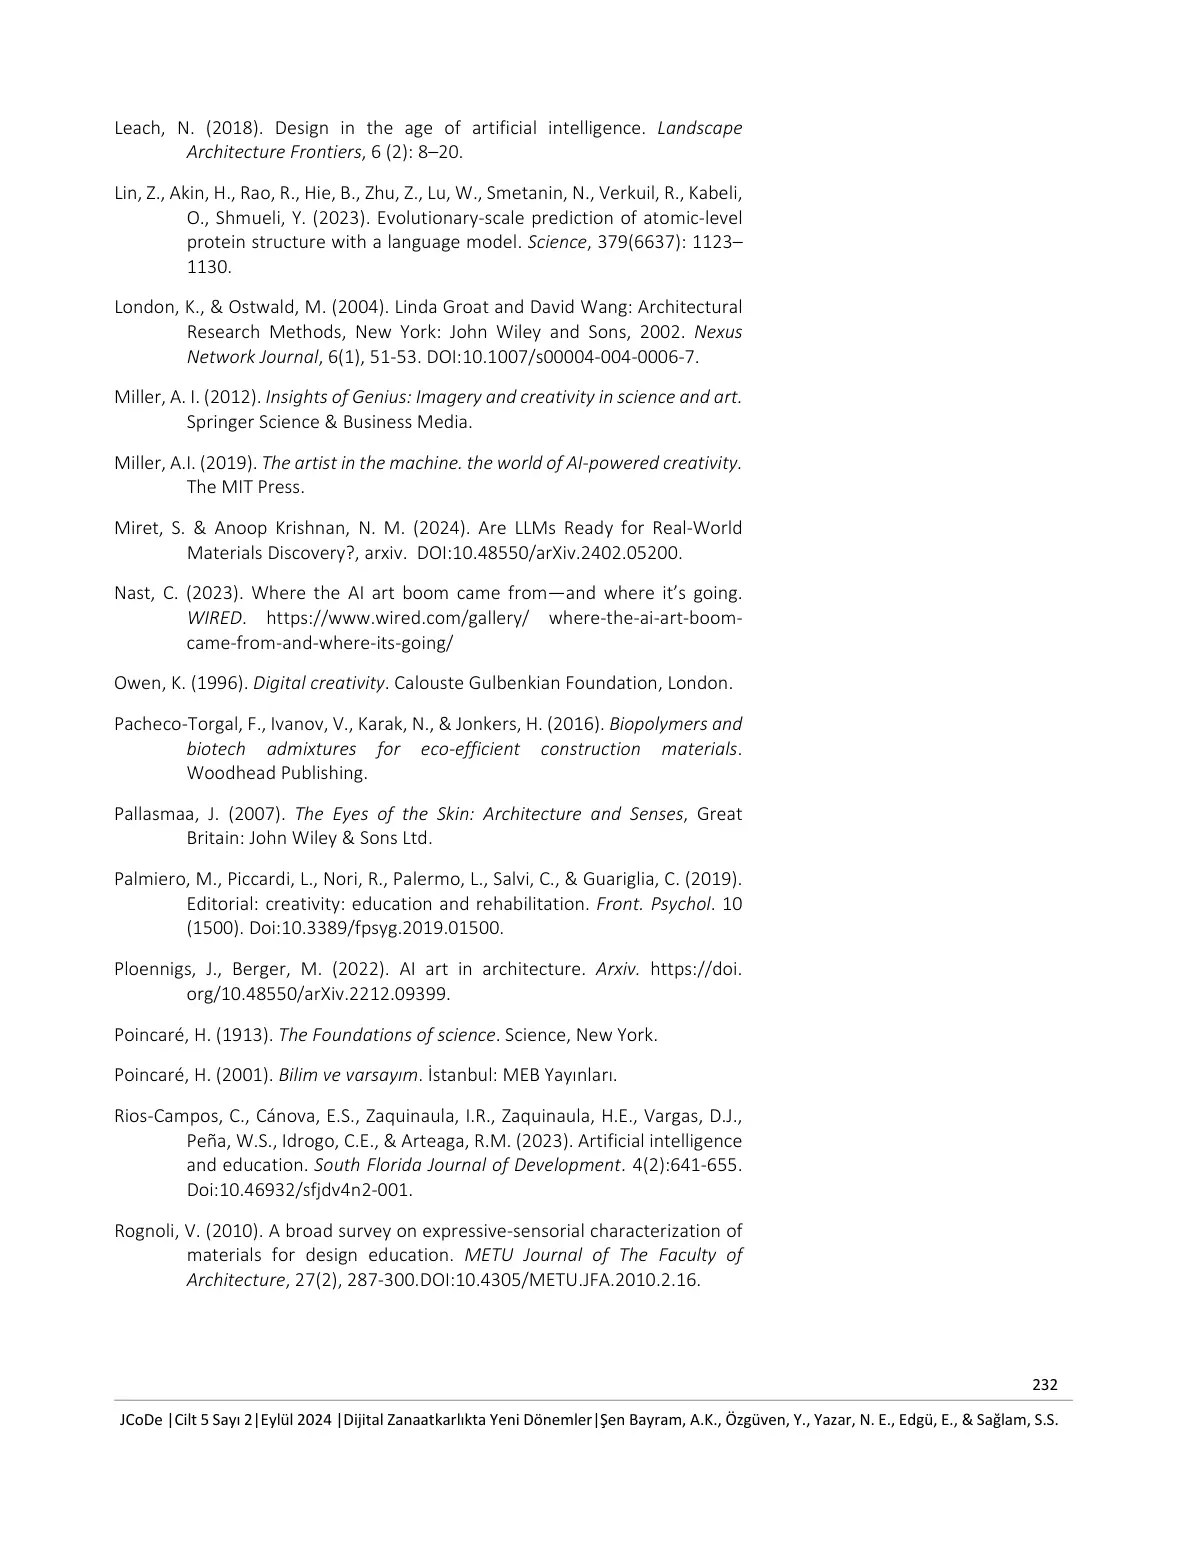 Leach, N. (2018). Design in the age of artificial intelligence. Landscape
Architecture Frontiers, 6 (2): 8–20.
Lin, Z., Akin, H., Rao, R., Hie, B., Zhu, Z., Lu, W., Smetanin, N., Verkuil, R., Kabeli,
O., Shmueli, Y. (2023). Evolutionary-scale prediction of atomic-level
protein structure with a language model. Science, 379(6637): 1123–
1130.
London, K., & Ostwald, M. (2004). Linda Groat and David Wang: Architectural
Research Methods, New York: John Wiley and Sons, 2002. Nexus
Network Journal, 6(1), 51-53. DOI:10.1007/s00004-004-0006-7.
Miller, A. I. (2012). Insights of Genius: Imagery and creativity in science and art.
Springer Science & Business Media.
Miller, A.I. (2019). The artist in the machine. the world of AI-powered creativity.
The MIT Press.
Miret, S. & Anoop Krishnan, N. M. (2024). Are LLMs Ready for Real-World
Materials Discovery?, arxiv. DOI:10.48550/arXiv.2402.05200.
Nast, C. (2023). Where the AI art boom came from—and where it’s going.
WIRED. https://www.wired.com/gallery/ where-the-ai-art-boom-
came-from-and-where-its-going/
Owen, K. (1996). Digital creativity. Calouste Gulbenkian Foundation, London.
Pacheco-Torgal, F., Ivanov, V., Karak, N., & Jonkers, H. (2016). Biopolymers and
biotech admixtures for eco-efficient construction materials.
Woodhead Publishing.
Pallasmaa, J. (2007). The Eyes of the Skin: Architecture and Senses, Great
Britain: John Wiley & Sons Ltd.
Palmiero, M., Piccardi, L., Nori, R., Palermo, L., Salvi, C., & Guariglia, C. (2019).
Editorial: creativity: education and rehabilitation. Front. Psychol. 10
(1500). Doi:10.3389/fpsyg.2019.01500.
Ploennigs, J., Berger, M. (2022). AI art in architecture. Arxiv. https://doi.
org/10.48550/arXiv.2212.09399.
Poincaré, H. (1913). The Foundations of science. Science, New York.
Poincaré, H. (2001). Bilim ve varsayım. İstanbul: MEB Yayınları.
Rios-Campos, C., Cánova, E.S., Zaquinaula, I.R., Zaquinaula, H.E., Vargas, D.J.,
Peña, W.S., Idrogo, C.E., & Arteaga, R.M. (2023). Artificial intelligence
and education. South Florida Journal of Development. 4(2):641-655.
Doi:10.46932/sfjdv4n2-001.
Rognoli, V. (2010). A broad survey on expressive-sensorial characterization of
materials for design education. METU Journal of The Faculty of
Architecture, 27(2), 287-300.DOI:10.4305/METU.JFA.2010.2.16.
232
JCoDe |Cilt 5 Sayı 2|Eylül 2024 |Dijital Zanaatkarlıkta Yeni Dönemler|Şen Bayram, A.K., Özgüven, Y., Yazar, N. E., Edgü, E., & Sağlam, S.S.